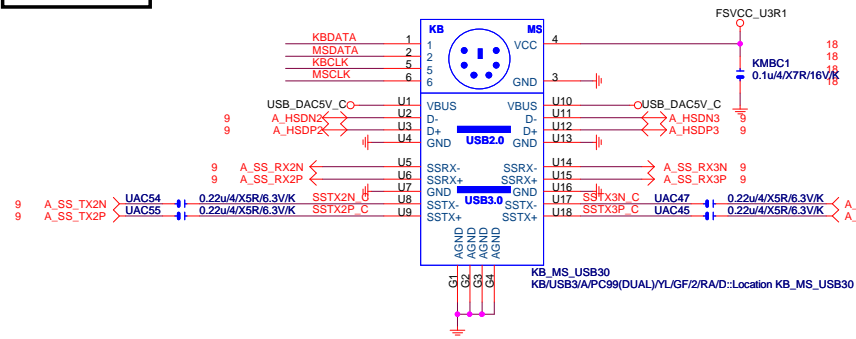 FSVCC_U3R1
KB MS
KBDATA 1 1 VCC 4 18
MSDATA 2 2 18
KBCLK 5 5 KMBC1
MSCLK 6 6 GND 3 0.1u/4/X7R/16V/K 18
USB_DAC5V_C U1 VBUS VBUS U10 USB_DAC5V_C
9 A_HSDN2 U2 D- D- U11 A_HSDN3 9
9 A_HSDP2 U3 D+ D+ U12 A_HSDP3 9
U4 GND USB2.0 GND U13
9 A_SS_RX2N U5 SSRX- SSRX- U14 A_SS_RX3N 9
9 A_SS_RX2P U6 SSRX+ SSRX+ U15 A_SS_RX3P 9
U7 GND USB3.0 GND U16
9 A_SS_TX2N UAC54 0.22u/4/X5R/6.3V/K SSTX2N_C U8 SSTX- SSTX- U17 SSTX3N_C UAC47 0.22u/4/X5R/6.3V/K A_
9 A_SS_TX2P UAC55 0.22u/4/X5R/6.3V/K SSTX2P_C U9 SSTX+ SSTX+ U18 SSTX3P_C UAC45 0.22u/4/X5R/6.3V/K A_
AGND AGND AGND AGND
G1 G2 G3 G4
KB_MS_USB30
KB/USB3/A/PC99(DUAL)/YL/GF/2/RA/D::Location KB_MS_USB30